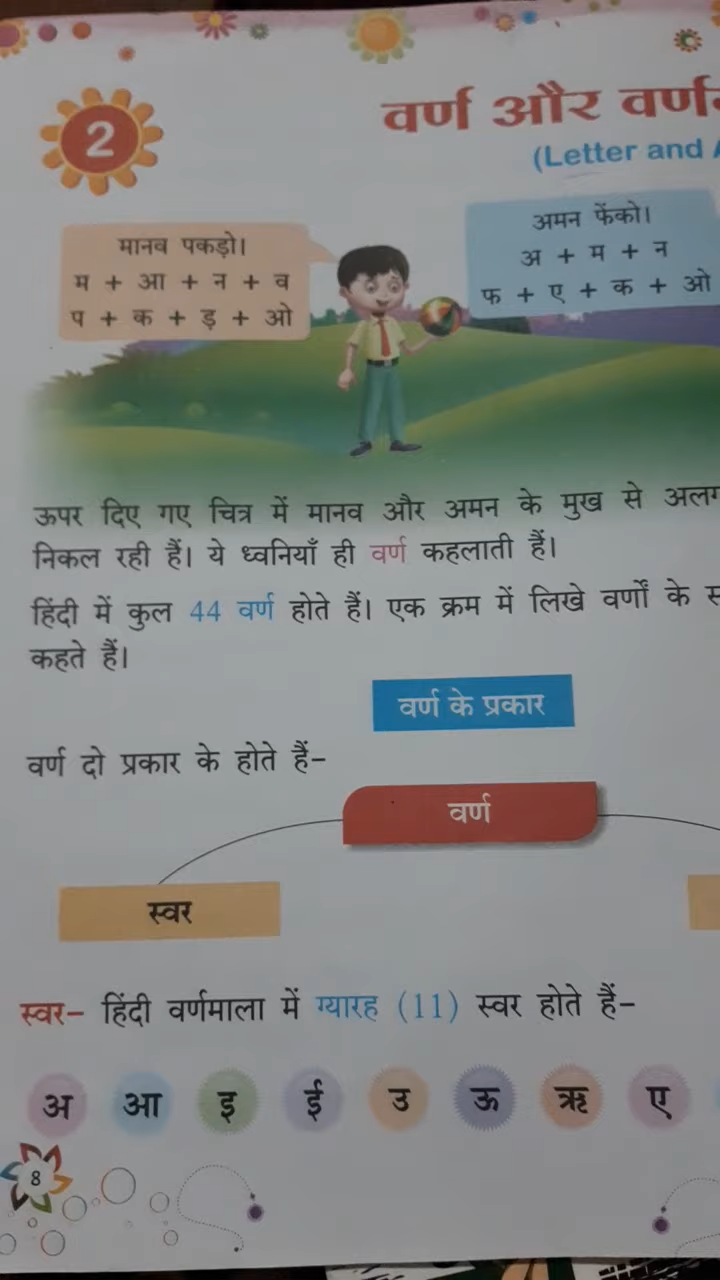 2
वर्ण और
(Letter and
मानव पकड़ो।
म + आ + न + व
प + क + ड़ + ओ
अमन फेंको।
अ + म + न
फ + ए + क + ओ
ऊपर दिए गए चित्र में मानव और अमन के मुख से
निकल रही हैं। ये ध्वनियाँ ही वर्ण कहलाती हैं।
हिंदी में कुल 44 वर्ण होते हैं। एक क्रम में लिखे वर्णों के
कहते हैं।
वर्ण के प्रकार
वर्ण दो प्रकार के होते हैं–
वर्ण
स्वर
स्वर– हिंदी वर्णमाला में ग्यारह (11) स्वर होते हैं–
अ आ इ ई उ ऊ ऋ ए
8